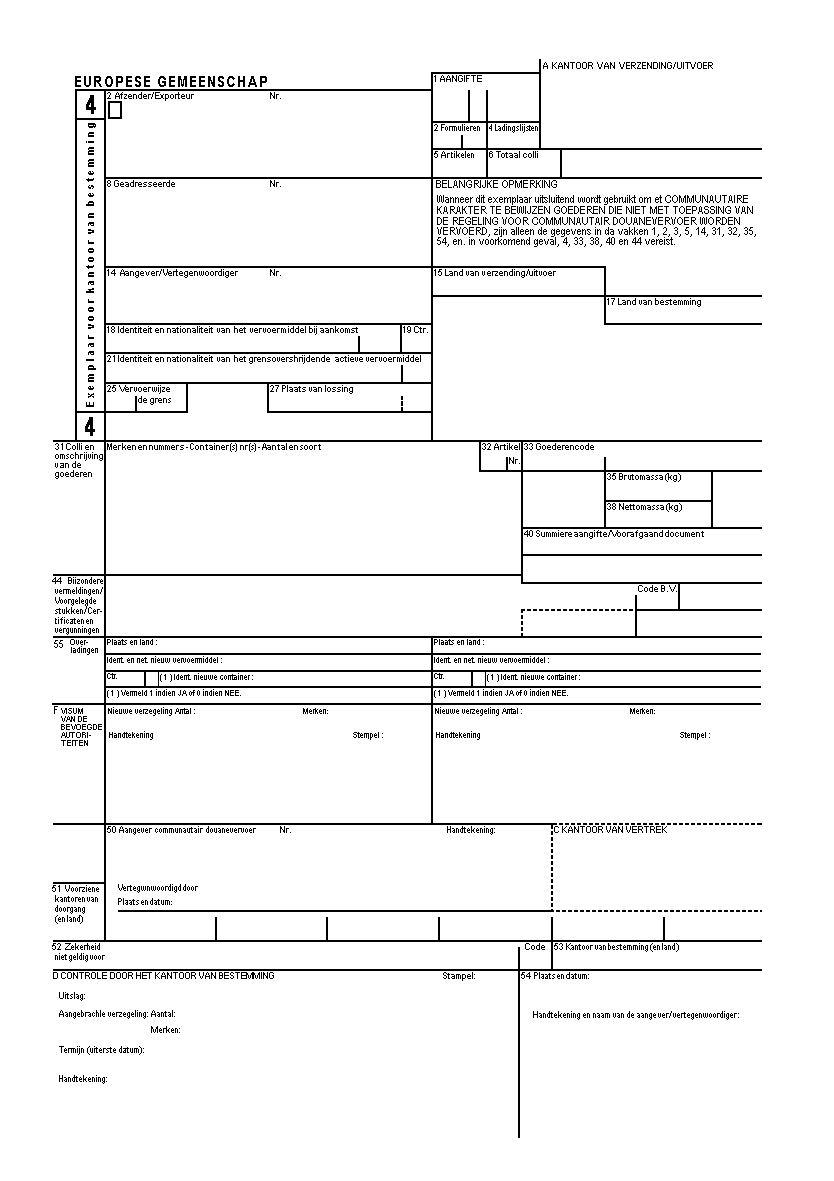 A KANTOOR VAN VERZENDING/UITVOER
EUROPESE GEMEENSCHAP
1 AANGIFTE
4
2 Afzender/Exporteur Nr.
2 Formulieren 4 Ladingslijsten
5 Artikelen 6 Totaal colli
Exemplaar voor kantoor van bestemming
8 Geadresseerde Nr.
BELANGRIJKE OPMERKING
Wanneer dit exemplaar uitsluitend wordt gebruikt om et COMMUNAUTAIRE
KARAKTER TE BEWIJZEN GOEDEREN DIE NIET MET TOEPASSING VAN
DE REGELING VOOR COMMUNAUTAIR DOUANEVERVOER WORDEN
VERVOERD, zijn alleen de gegevens in da vakken 1, 2, 3, 5, 14, 31, 32, 35,
54, en. in voorkomend geval, 4, 33, 38, 40 en 44 vereist.
14 Aangever/Vertegenwoordiger Nr.
15 Land van verzending/uitvoer
17 Land van bestemming
18 Identiteit en nationaliteit van het vervoermiddel bij aankomst 19 Ctr.
21 Identiteit en nationaliteit van het grensovershrijdende actieve vervoermiddel
25 Vervoerwijze
de grens
27 Plaats van lossing
4
31 Colli en
omschrijving
van de
goederen
Merken en nummers - Container(s) nr(s) - Aantal en soort
32 Artikel
Nr.
33 Goederencode
35 Brutomassa (kg)
38 Nettomassa (kg)
40 Summiere aangifte/Voorafgaand document
44 Bijzondere
vermeldingen/
Voorgelegde
stukken/Cer-
tificaten en
vergunningen
Code B.V.
55 Over-
ladingen
Plaats en land : Plaats en land :
Ident. en net. nieuw vervoermiddel : Ident. en net. nieuw vervoermiddel :
Ctr. (1) Ident. nieuwe container : Ctr. (1) Ident. nieuwe container :
(1) Vermeld 1 indien JA of 0 indien NEE. (1) Vermeld 1 indien JA of 0 indien NEE.
F VISUM
VAN DE
BEVOEGDE
AUTORI-
TEITEN
Nieuwe verzegeling Antal : Merken: Nieuwe verzegeling Antal : Merken:
Handtekening Stempel : Handtekening Stempel :
50 Aangever communautair douanevervoer Nr. Handtekening: C KANTOOR VAN VERTREK
Vertegwnwoordigd door
Plaats en datum:
51 Voorziene
kantoren van
doorgang
(en land)
52 Zekerheid
niet geldig voor
Code 53 Kantoor van bestemming (en land)
D CONTROLE DOOR HET KANTOOR VAN BESTEMMING Stampel: 54 Plaats en datum:
Uitslag:
Aangebrachle verzegeling: Aantal:
Handtekening en naam van de aangever/vertegenwoordiger:
Merken:
Termijn (uiterste datum):
Handtekening: